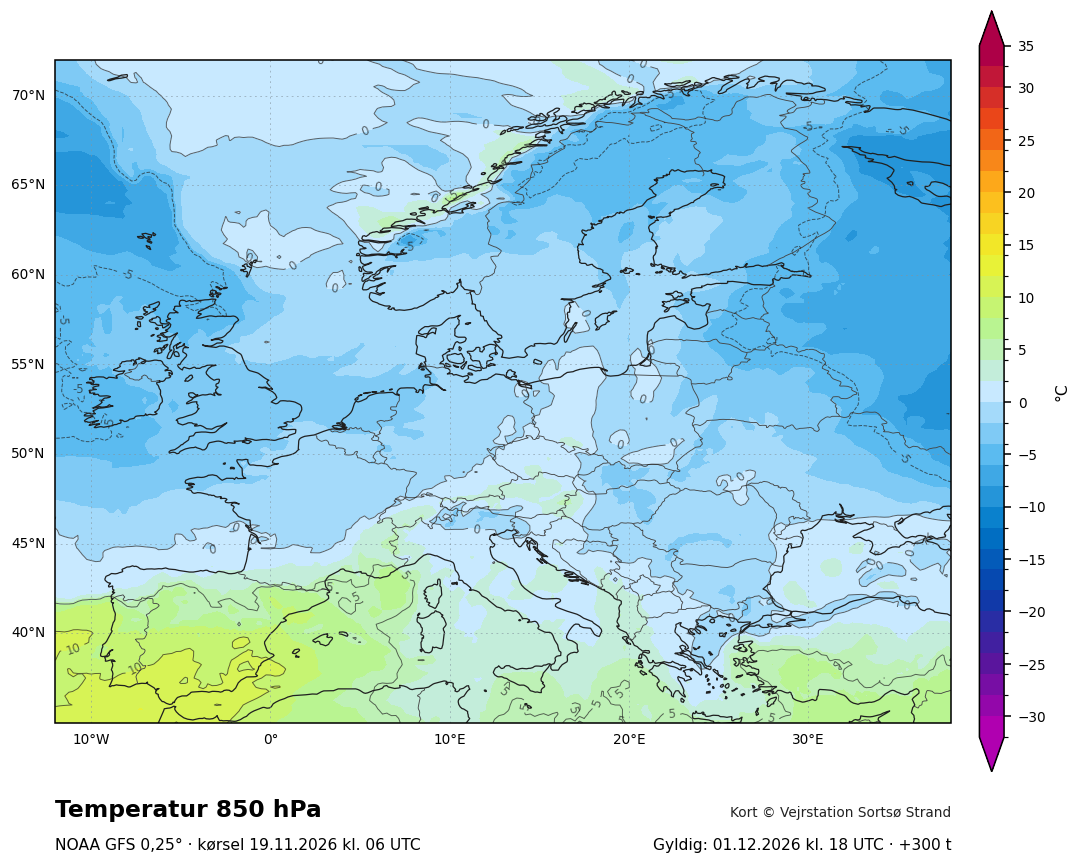 70°N
65°N
60°N
55°N
50°N
45°N
40°N
10°W
0°
10°E
20°E
30°E
35
30
25
20
15
10
5
0
−5
−10
−15
−20
−25
−30
°C
Temperatur 850 hPa
Kort © Vejrstation Sortsø Strand
NOAA GFS 0,25° · kørsel 19.11.2026 kl. 06 UTC
Gyldig: 01.12.2026 kl. 18 UTC · +300 t